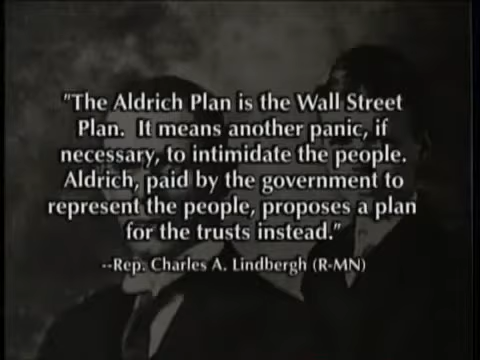 "The Aldrich Plan is the Wall Street
Plan. It means another panic, if
necessary, to intimidate the people.
Aldrich, paid by the government to
represent the people, proposes a plan
for the trusts instead."
--Rep. Charles A. Lindbergh (R-MN)